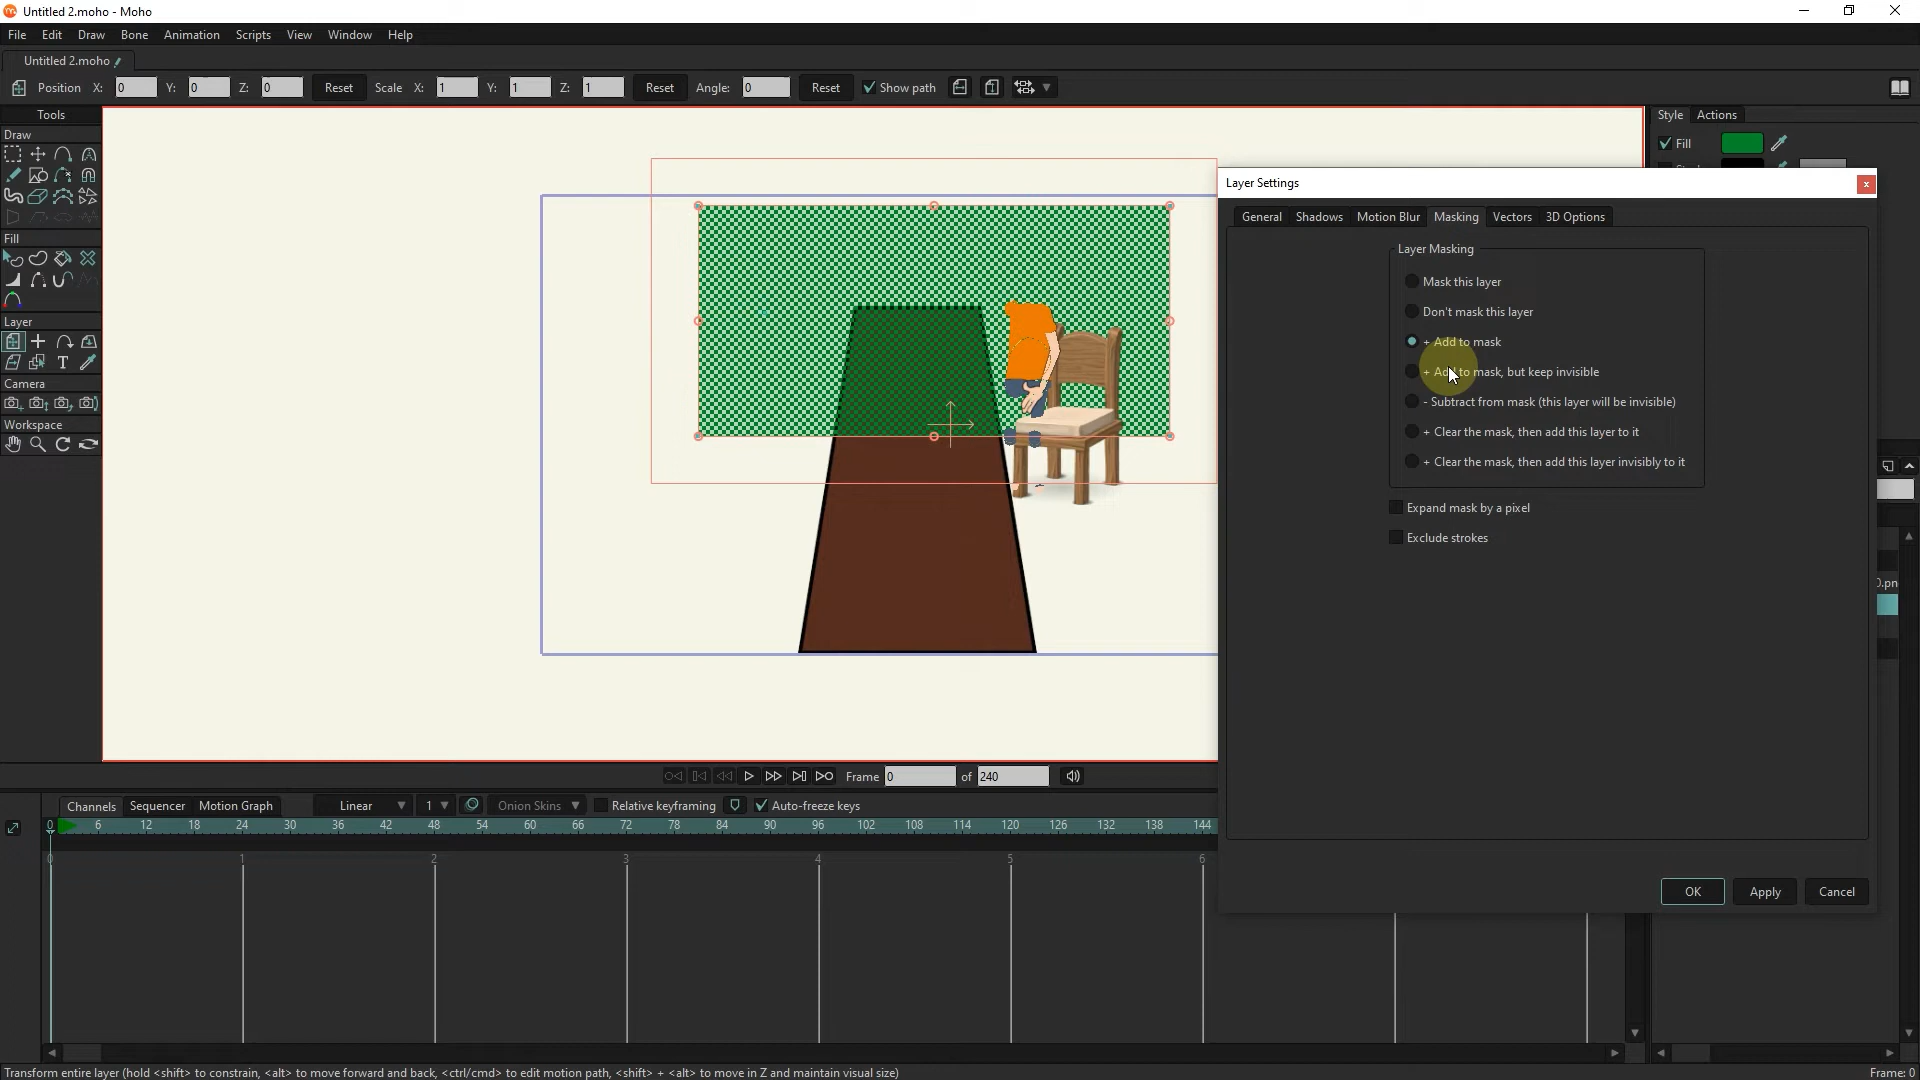 Untitled 2.moho - Moho
File Edit Draw Bone Animation Scripts View Window Help
Untitled 2.moho
Position X: 0 Y: 0 Z: 0 Reset Scale X: 1 Y: 1 Z: 1 Reset Angle: 0 Reset Show path
Tools
Draw
Fill
Layer
Camera
Workspace
Style Actions
Fill
Layer Settings
General Shadows Motion Blur Masking Vectors 3D Options
Layer Masking
Mask this layer
Don't mask this layer
+ Add to mask
+ Add to mask, but keep invisible
- Subtract from mask (this layer will be invisible)
+ Clear the mask, then add this layer to it
+ Clear the mask, then add this layer invisibly to it
Expand mask by a pixel
Exclude strokes
OK Apply Cancel
Frame 0 of 240
Channels Sequencer Motion Graph Linear 1 Onion Skins Relative keyframing Auto-freeze keys
0 6 12 18 24 30 36 42 48 54 60 66 72 78 84 90 96 102 108 114 120 126 132 138 144
0 1 2 3 4 5 6
Transform entire layer (hold <shift> to constrain, <alt> to move forward and back, <ctrl/cmd> to edit motion path, <shift> + <alt> to move in Z and maintain visual size)
Frame: 0